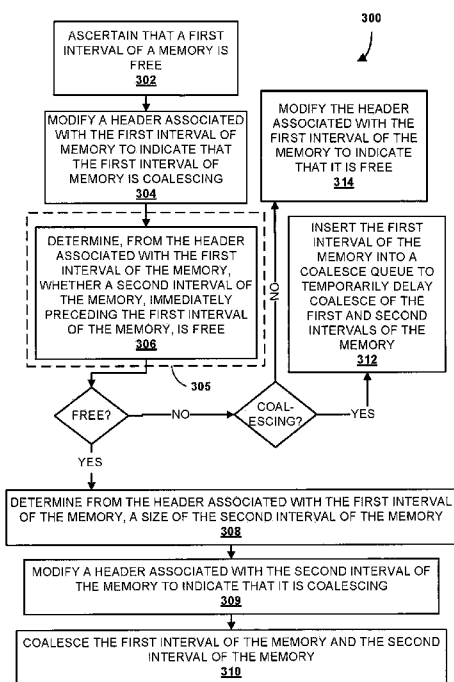 300
ASCERTAIN THAT A FIRST
INTERVAL OF A MEMORY IS
FREE
302
MODIFY A HEADER ASSOCIATED
WITH THE FIRST INTERVAL OF
MEMORY TO INDICATE THAT
THE FIRST INTERVAL OF
MEMORY IS COALESCING
304
MODIFY THE HEADER
ASSOCIATED WITH THE
FIRST INTERVAL OF THE
MEMORY TO INDICATE
THAT IT IS FREE
314
DETERMINE, FROM THE HEADER
ASSOCIATED WITH THE FIRST
INTERVAL OF THE MEMORY,
WHETHER A SECOND INTERVAL
OF THE MEMORY, IMMEDIATELY
PRECEDING THE FIRST INTERVAL
OF THE MEMORY, IS FREE
306
305
INSERT THE FIRST
INTERVAL OF THE
MEMORY INTO A
COALESCE QUEUE TO
TEMPORARILY DELAY
COALESCE OF THE
FIRST AND SECOND
INTERVALS OF THE
MEMORY
312
NO
FREE?
NO
COAL-
ESCING?
YES
YES
DETERMINE FROM THE HEADER ASSOCIATED WITH THE FIRST INTERVAL
OF THE MEMORY, A SIZE OF THE SECOND INTERVAL OF THE MEMORY
308
MODIFY A HEADER ASSOCIATED WITH THE SECOND INTERVAL OF
THE MEMORY TO INDICATE THAT IT IS COALESCING
309
COALESCE THE FIRST INTERVAL OF THE MEMORY AND THE SECOND
INTERVAL OF THE MEMORY
310